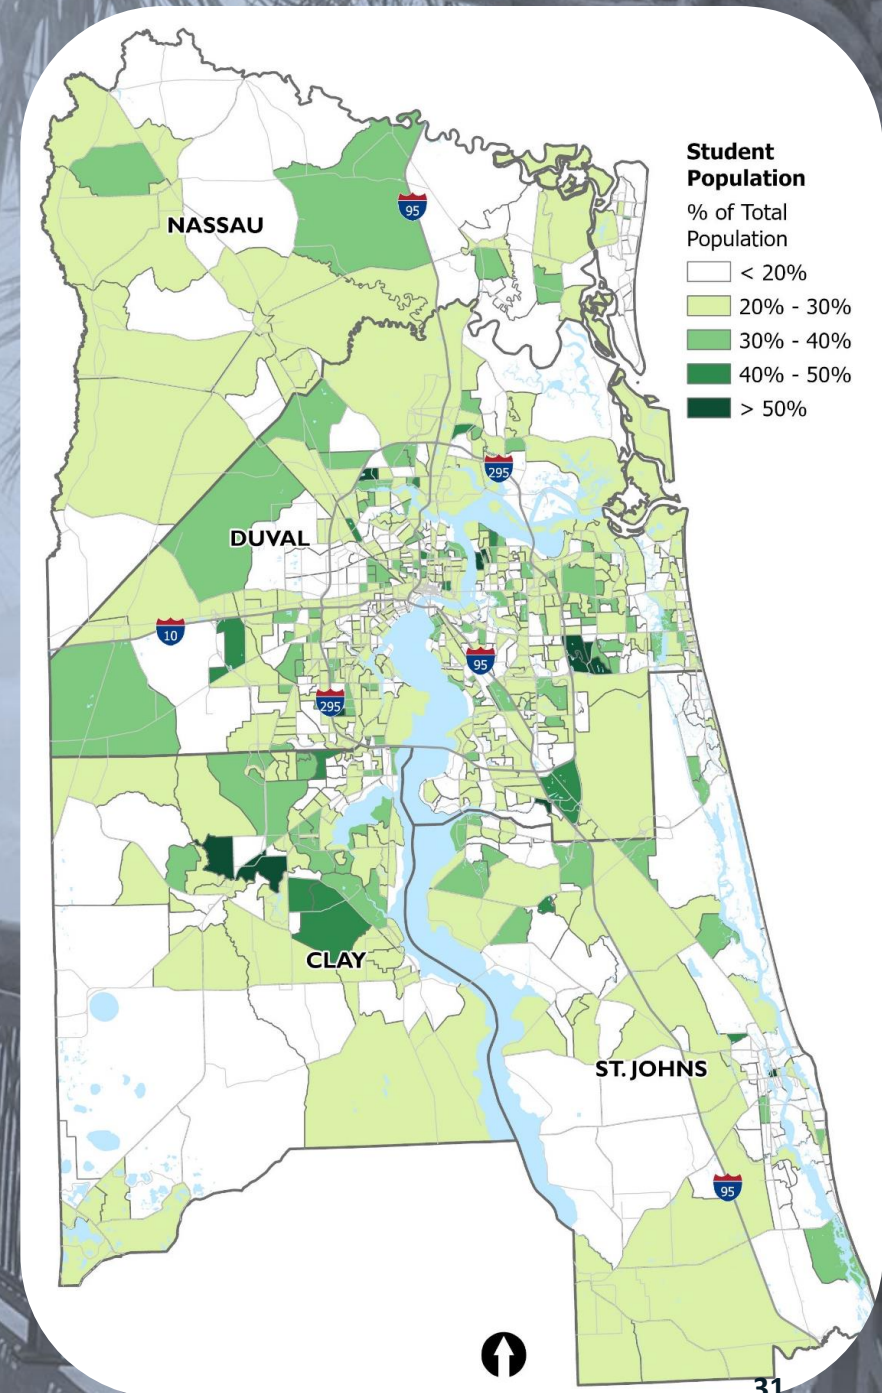 Student
Population
% of Total
Population
< 20%
20% - 30%
30% - 40%
40% - 50%
> 50%
NASSAU
95
295
DUVAL
10
95
295
CLAY
ST. JOHNS
95
31